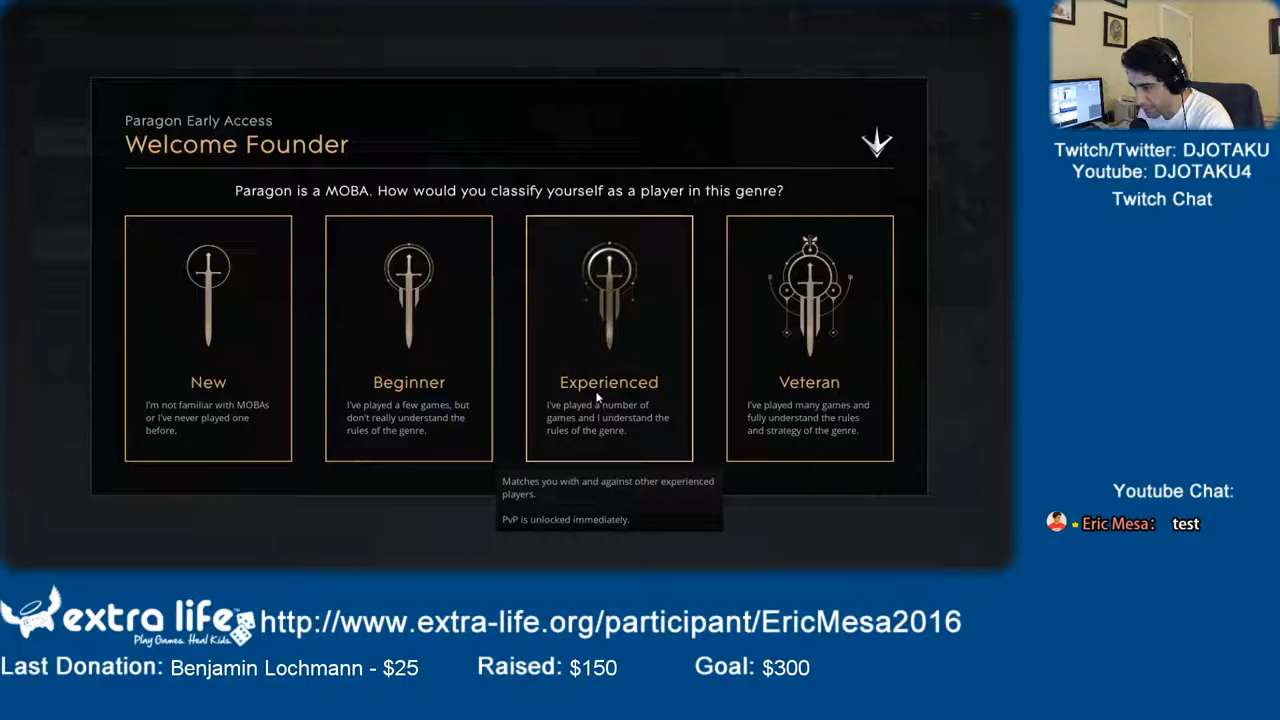 Paragon Early Access
Welcome Founder
Paragon is a MOBA. How would you classify yourself as a player in this genre?
New
I'm not familiar with MOBAs
or I've never played one
before.
Beginner
I've played a few games, but
don't really understand the
rules of the genre.
Experienced
I've played a number of
games and I understand the
rules of the genre.
Veteran
I've played many games and
fully understand the rules
and strategy of the genre.
Matches you with and against other experienced
players.
PvP is unlocked immediately.
Twitch/Twitter: DJOTAKU
Youtube: DJOTAKU4
Twitch Chat
Youtube Chat:
Eric Mesa: test
extra life
Play Games. Heal Kids.
http://www.extra-life.org/participant/EricMesa2016
Last Donation: Benjamin Lochmann - $25 Raised: $150 Goal: $300